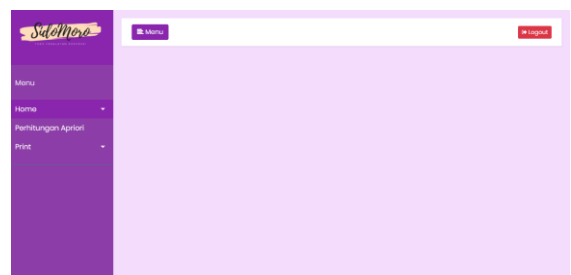 SidoMoro
Menu
Logout
Menu
Home
Perhitungan Apriori
Print